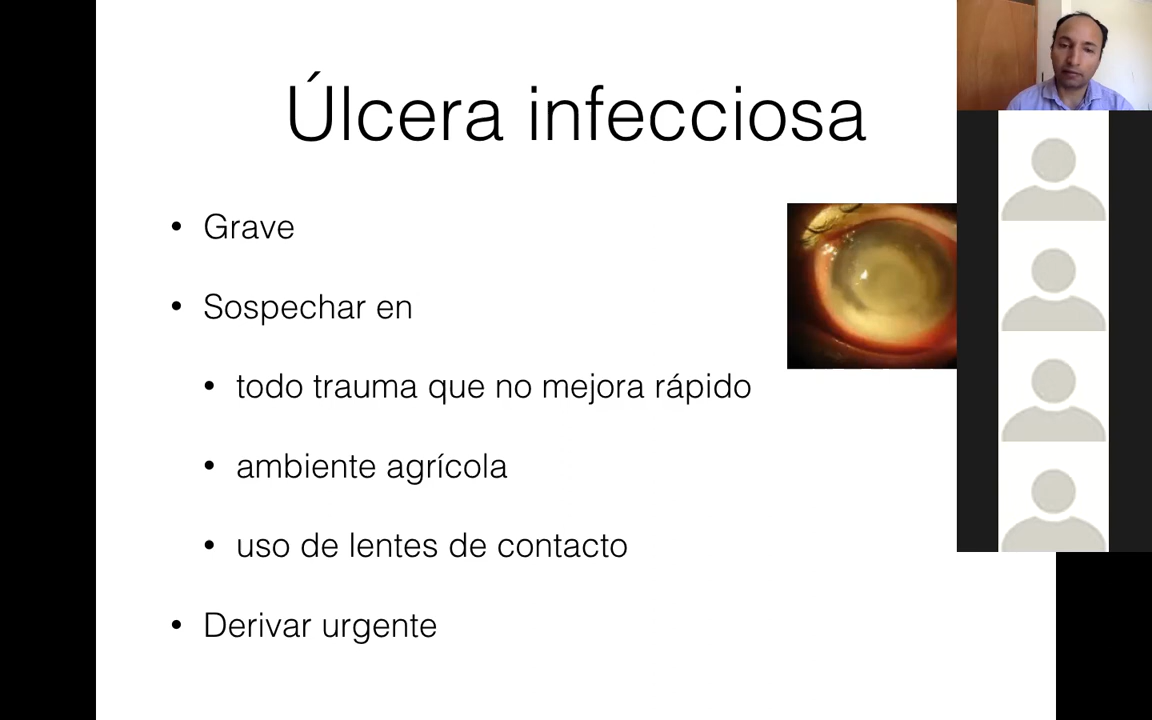 Úlcera infecciosa
• Grave
• Sospechar en
• todo trauma que no mejora rápido
• ambiente agrícola
• uso de lentes de contacto
• Derivar urgente